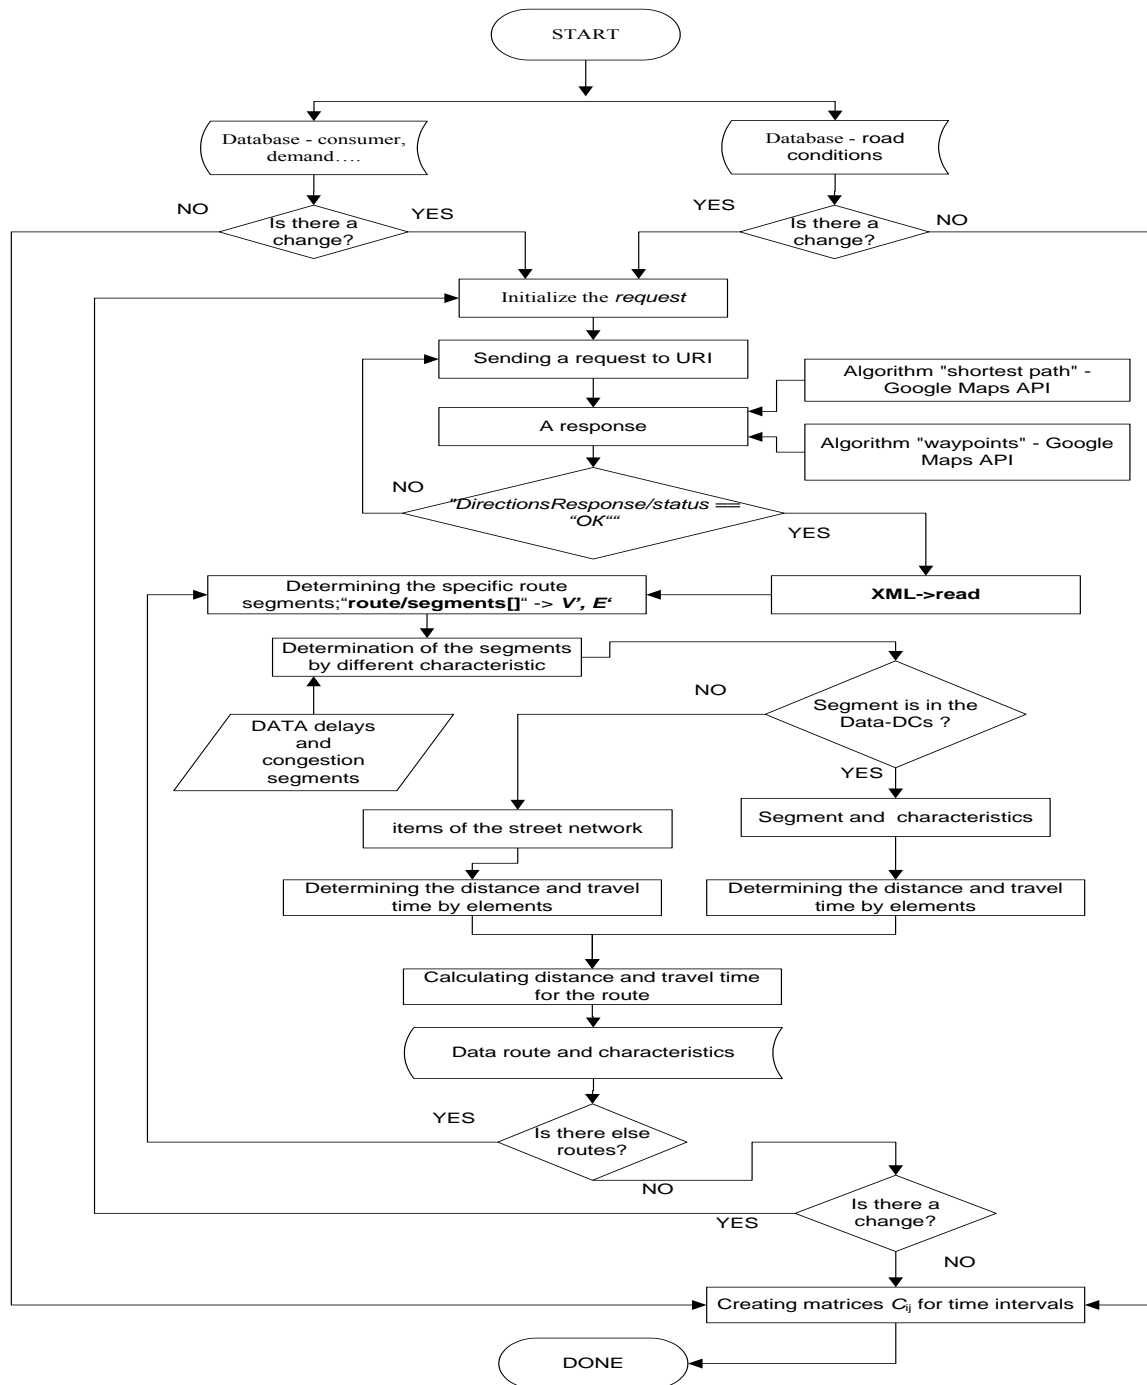 START
Database - consumer,
demand….
Database - road
conditions
NO
Is there a
change?
YES
YES
Is there a
change?
NO
Initialize the request
Sending a request to URI
Algorithm "shortest path" -
Google Maps API
A response
Algorithm "waypoints" - Google
Maps API
NO
"DirectionsResponse/status ==
“OK““
YES
Determining the specific route
segments;“route/segments[]“ -> V’, E‘
XML->read
Determination of the segments
by different characteristic
NO
Segment is in the
Data-DCs ?
DATA delays
and
congestion
segments
YES
items of the street network
Segment and characteristics
Determining the distance and travel
time by elements
Determining the distance and travel
time by elements
Calculating distance and travel time
for the route
Data route and characteristics
YES
Is there else
routes?
NO
Is there a
change?
YES
NO
Creating matrices Cij for time intervals
DONE